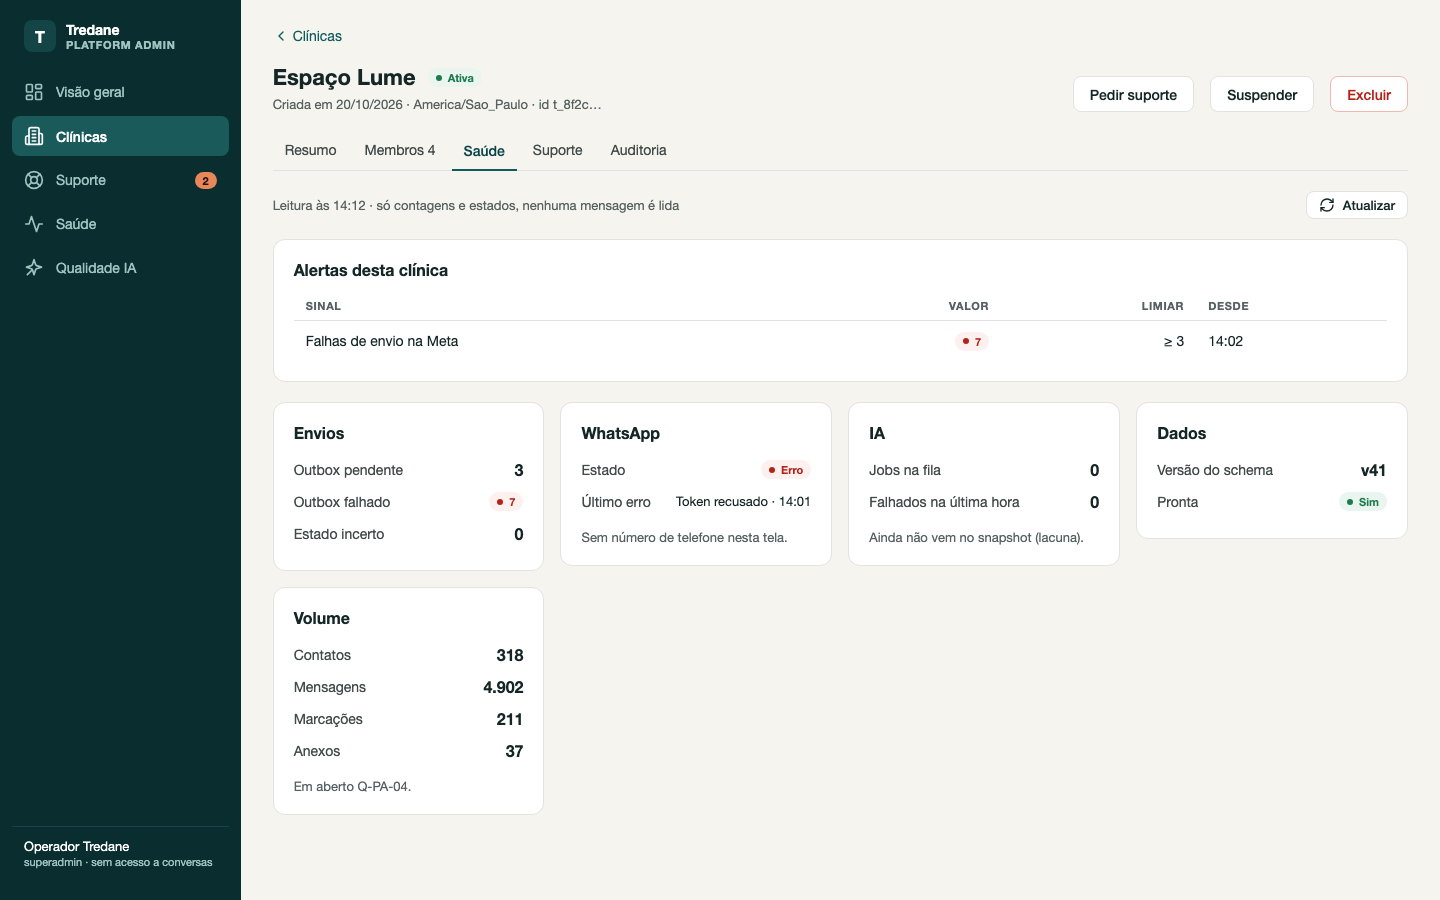 T
Tredane
PLATFORM ADMIN
Visão geral
Clínicas
Suporte 2
Saúde
Qualidade IA
Operador Tredane
superadmin · sem acesso a conversas
Clínicas
Espaço Lume Ativa
Criada em 20/10/2026 · America/Sao_Paulo · id t_8f2c…
Pedir suporte Suspender Excluir
Resumo Membros 4 Saúde Suporte Auditoria
Leitura às 14:12 · só contagens e estados, nenhuma mensagem é lida
Atualizar
Alertas desta clínica
SINAL VALOR LIMIAR DESDE
Falhas de envio na Meta 7 ≥ 3 14:02
Envios
Outbox pendente 3
Outbox falhado 7
Estado incerto 0
WhatsApp
Estado Erro
Último erro Token recusado · 14:01
Sem número de telefone nesta tela.
IA
Jobs na fila 0
Falhados na última hora 0
Ainda não vem no snapshot (lacuna).
Dados
Versão do schema v41
Pronta Sim
Volume
Contatos 318
Mensagens 4.902
Marcações 211
Anexos 37
Em aberto Q-PA-04.